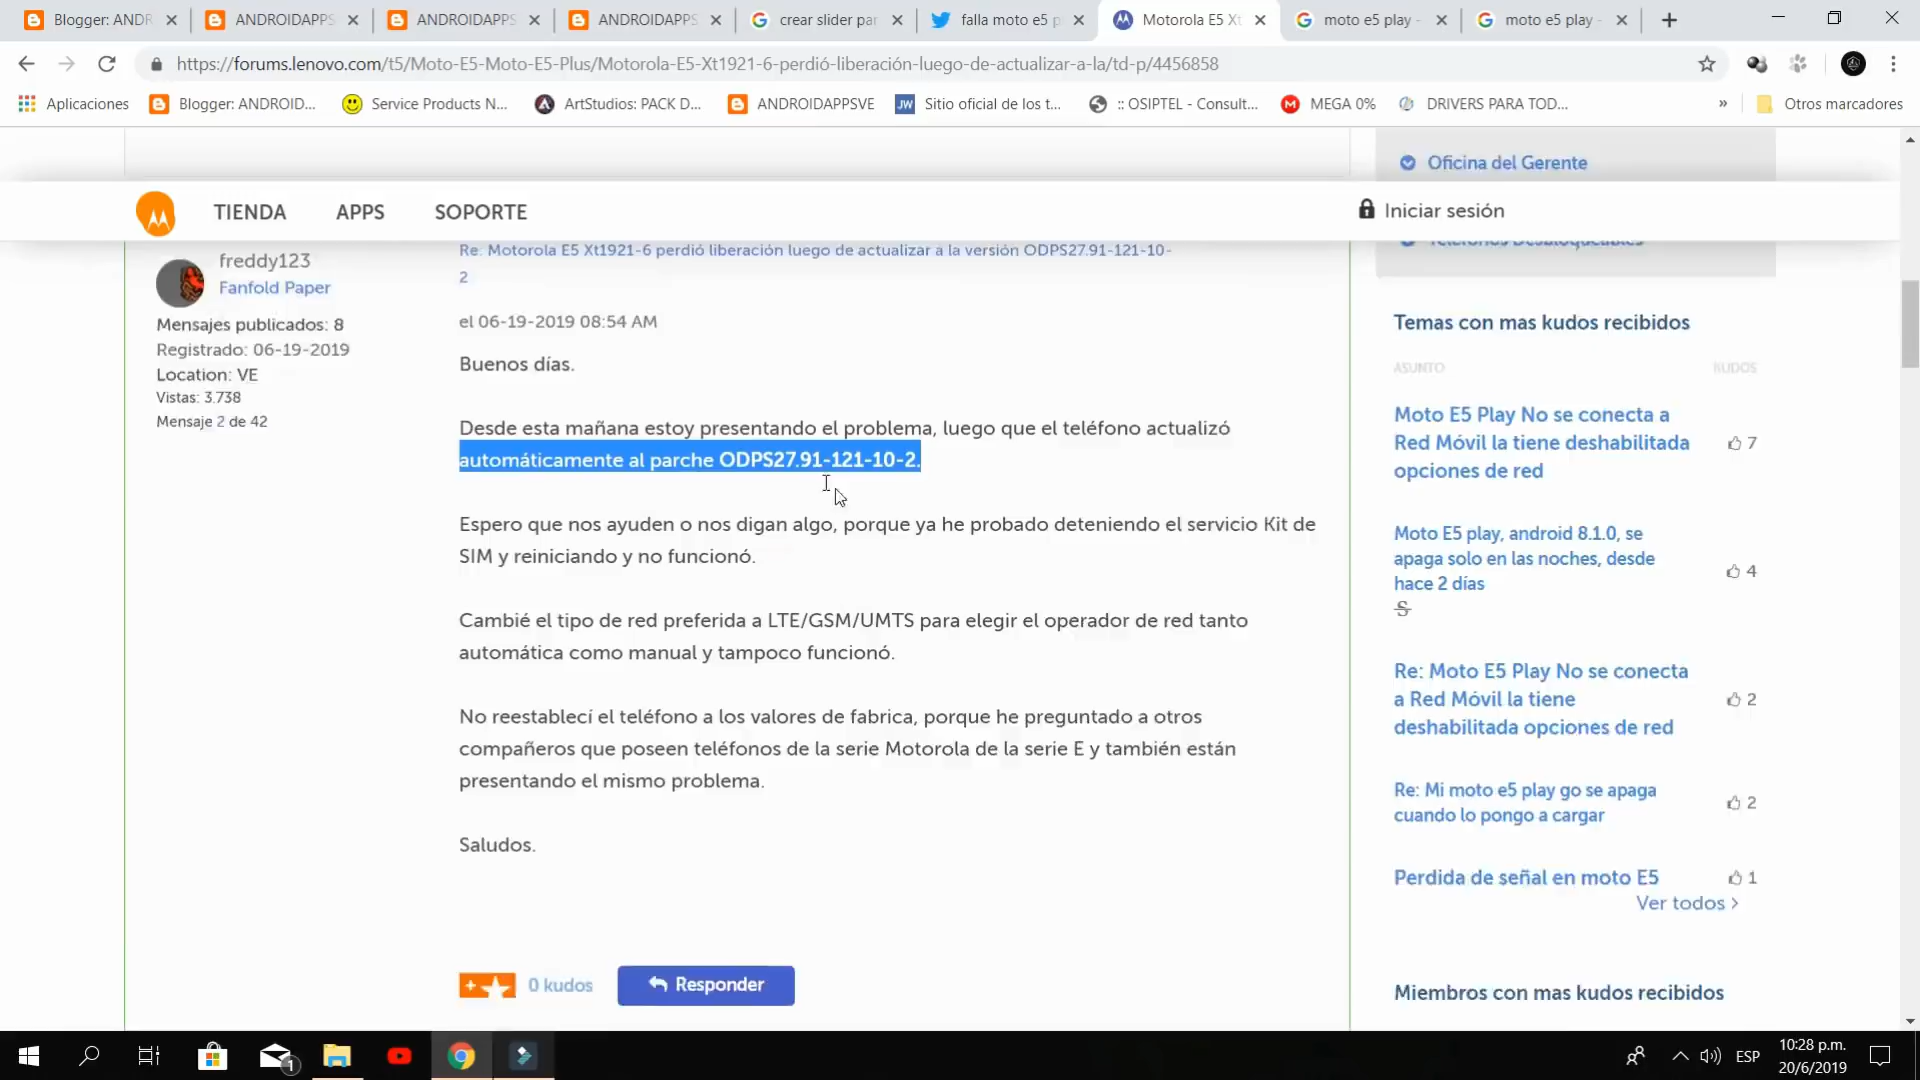 Blogger: ANDR
ANDROIDAPPS
ANDROIDAPPS
ANDROIDAPPS
crear slider par
falla moto e5 p
Motorola E5 Xt
moto e5 play -
moto e5 play -
https://forums.lenovo.com/t5/Moto-E5-Moto-E5-Plus/Motorola-E5-Xt1921-6-perdió-liberación-luego-de-actualizar-a-la/td-p/4456858
Aplicaciones
Blogger: ANDROID...
Service Products N...
ArtStudios: PACK D...
ANDROIDAPPSVE
JW Sitio oficial de los t...
:: OSIPTEL - Consult...
MEGA 0%
DRIVERS PARA TOD...
»
Otros marcadores
Oficina del Gerente
TIENDA
APPS
SOPORTE
Iniciar sesión
Teléfonos Desbloqueables
freddy123
Fanfold Paper
Mensajes publicados: 8
Registrado: 06-19-2019
Location: VE
Vistas: 3.738
Mensaje 2 de 42
Re: Motorola E5 Xt1921-6 perdió liberación luego de actualizar a la versión ODPS27.91-121-10-
2
el 06-19-2019 08:54 AM
Buenos días.
Desde esta mañana estoy presentando el problema, luego que el teléfono actualizó
automáticamente al parche ODPS27.91-121-10-2.
Espero que nos ayuden o nos digan algo, porque ya he probado deteniendo el servicio Kit de
SIM y reiniciando y no funcionó.
Cambié el tipo de red preferida a LTE/GSM/UMTS para elegir el operador de red tanto
automática como manual y tampoco funcionó.
No reestablecí el teléfono a los valores de fabrica, porque he preguntado a otros
compañeros que poseen teléfonos de la serie Motorola de la serie E y también están
presentando el mismo problema.
Saludos.
0 kudos
Responder
Temas con mas kudos recibidos
ASUNTO
KUDOS
Moto E5 Play No se conecta a
Red Móvil la tiene deshabilitada
opciones de red
7
Moto E5 play, android 8.1.0, se
apaga solo en las noches, desde
hace 2 días
4
Re: Moto E5 Play No se conecta
a Red Móvil la tiene
deshabilitada opciones de red
2
Re: Mi moto e5 play go se apaga
cuando lo pongo a cargar
2
Perdida de señal en moto E5
1
Ver todos >
Miembros con mas kudos recibidos
1
ESP
10:28 p.m.
20/6/2019